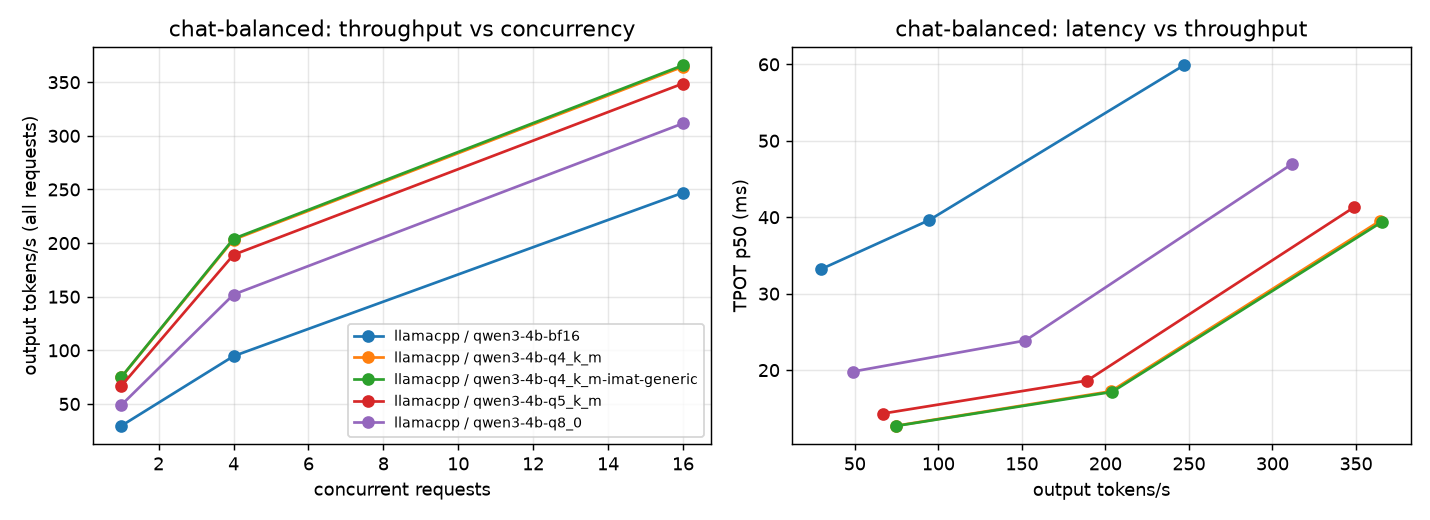 chat-balanced: throughput vs concurrency
output tokens/s (all requests)
350
300
250
200
150
100
50
llamacpp / qwen3-4b-bf16
llamacpp / qwen3-4b-q4_k_m
llamacpp / qwen3-4b-q4_k_m-imat-generic
llamacpp / qwen3-4b-q5_k_m
llamacpp / qwen3-4b-q8_0
2 4 6 8 10 12 14 16
concurrent requests
chat-balanced: latency vs throughput
TPOT p50 (ms)
60
50
40
30
20
50 100 150 200 250 300 350
output tokens/s